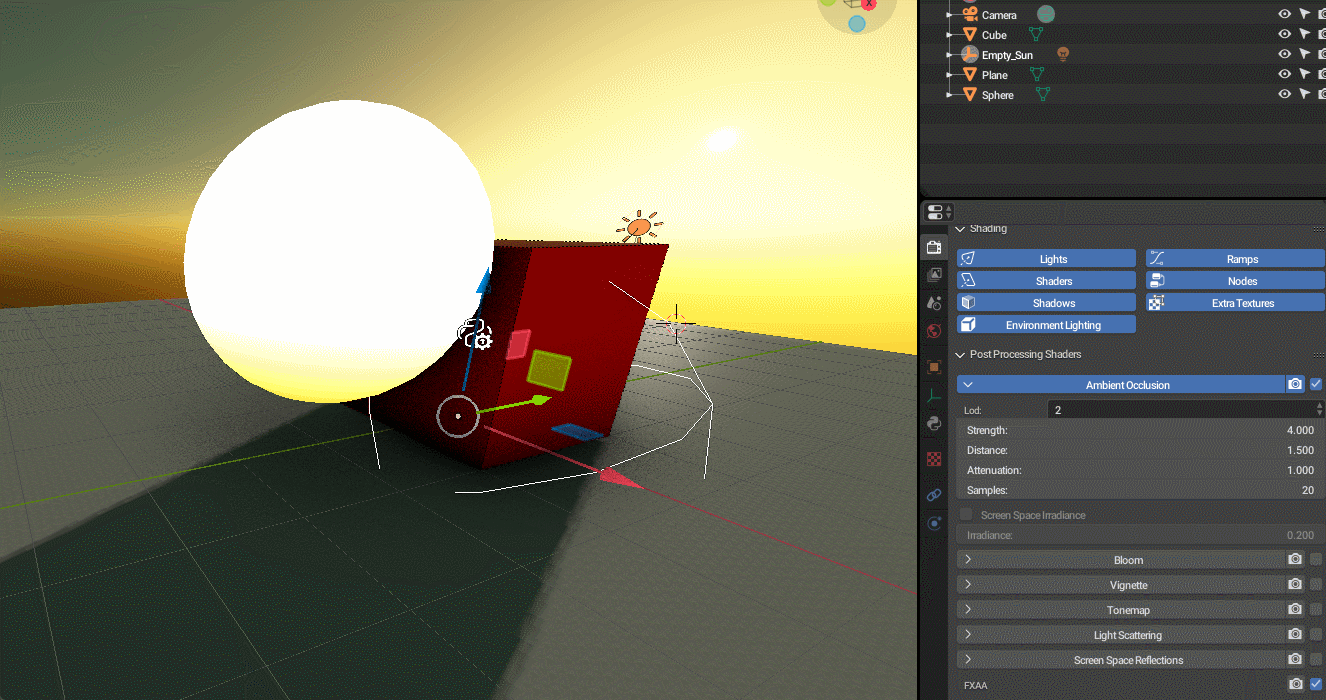 X
Camera
Cube
Empty_Sun
Plane
Sphere
Shading
Lights Ramps
Shaders Nodes
Shadows Extra Textures
Environment Lighting
Post Processing Shaders
Ambient Occlusion
Lod: 2
Strength: 4.000
Distance: 1.500
Attenuation: 1.000
Samples: 20
Screen Space Irradiance
Irradiance: 0.200
Bloom
Vignette
Tonemap
Light Scattering
Screen Space Reflections
FXAA